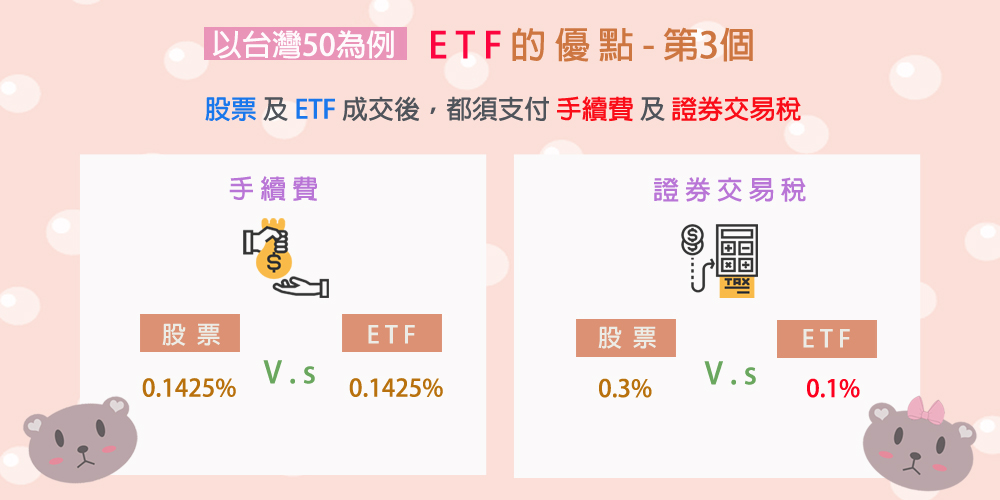 以台灣50為例 ETF的優點-第3個
股票 及 ETF 成交後，都須支付 手續費 及 證券交易稅
手續費
$
股票 V.s ETF
0.1425% 0.1425%
證券交易稅
$
TAX
股票 V.s ETF
0.3% 0.1%